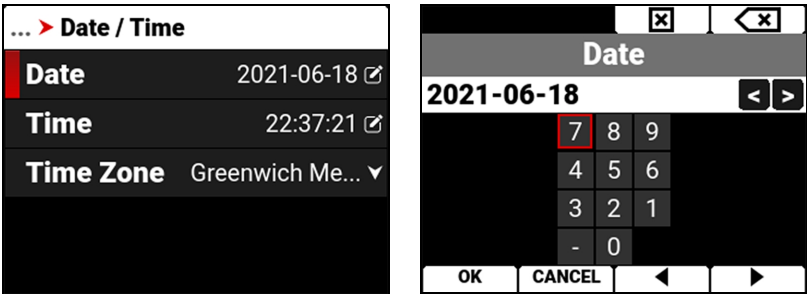 ... ➤ Date / Time
Date 2021-06-18
Time 22:37:21
Time Zone Greenwich Me...
Date
2021-06-18 < >
7 8 9
4 5 6
3 2 1
- 0
OK CANCEL ◀ ▶